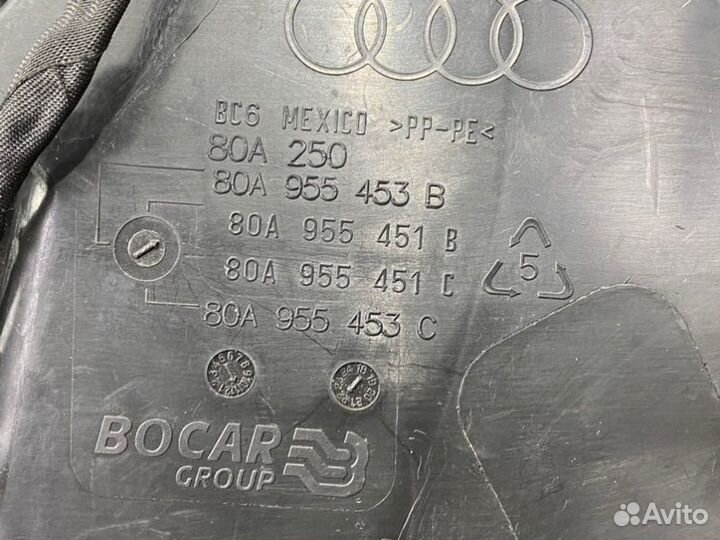 BC6 MEXICO >PP-PE<
80A 250
80A 955 453 B
80A 955 451 B
80A 955 451 C
80A 955 453 C
5
BOCAR
GROUP
Avito